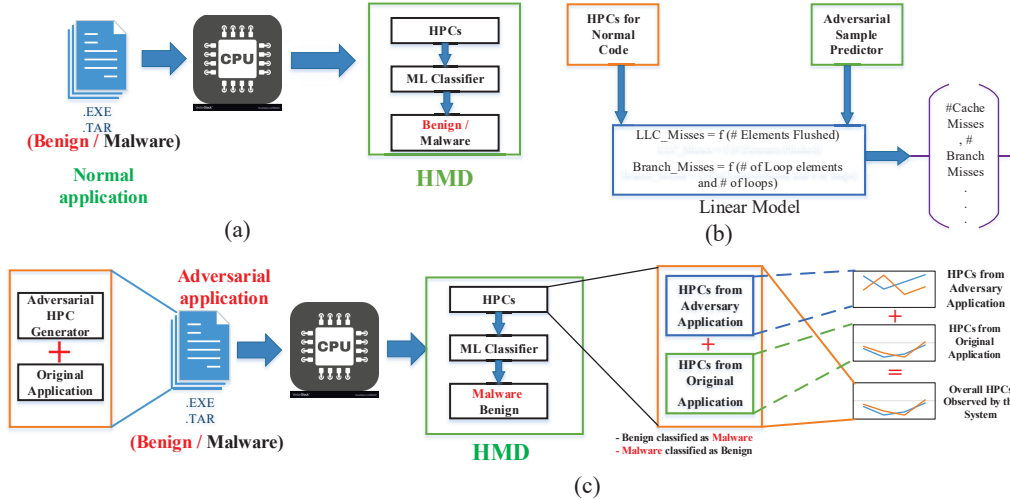 .EXE
.TAR
(Benign / Malware)
Normal
application
CPU
HPCs
ML Classifier
Benign /
Malware
HMD
(a)
HPCs for
Normal
Code
Adversarial
Sample
Predictor
LLC_Misses = f (# Elements Flushed)
Branch_Misses = f (# of Loop elements
and # of loops)
Linear Model
#Cache
Misses
, #
Branch
Misses
.
.
.
(b)
Adversarial
HPC
Generator
+
Original
Application
Adversarial
application
.EXE
.TAR
(Benign / Malware)
CPU
HPCs
ML Classifier
Malware
Benign
HMD
HPCs from
Adversary
Application
+
HPCs from
Original
Application
- Benign classified as Malware
- Malware classified as Benign
HPCs from
Adversary
Application
+
HPCs from
Original
Application
=
Overall HPCs
Observed by the
System
(c)